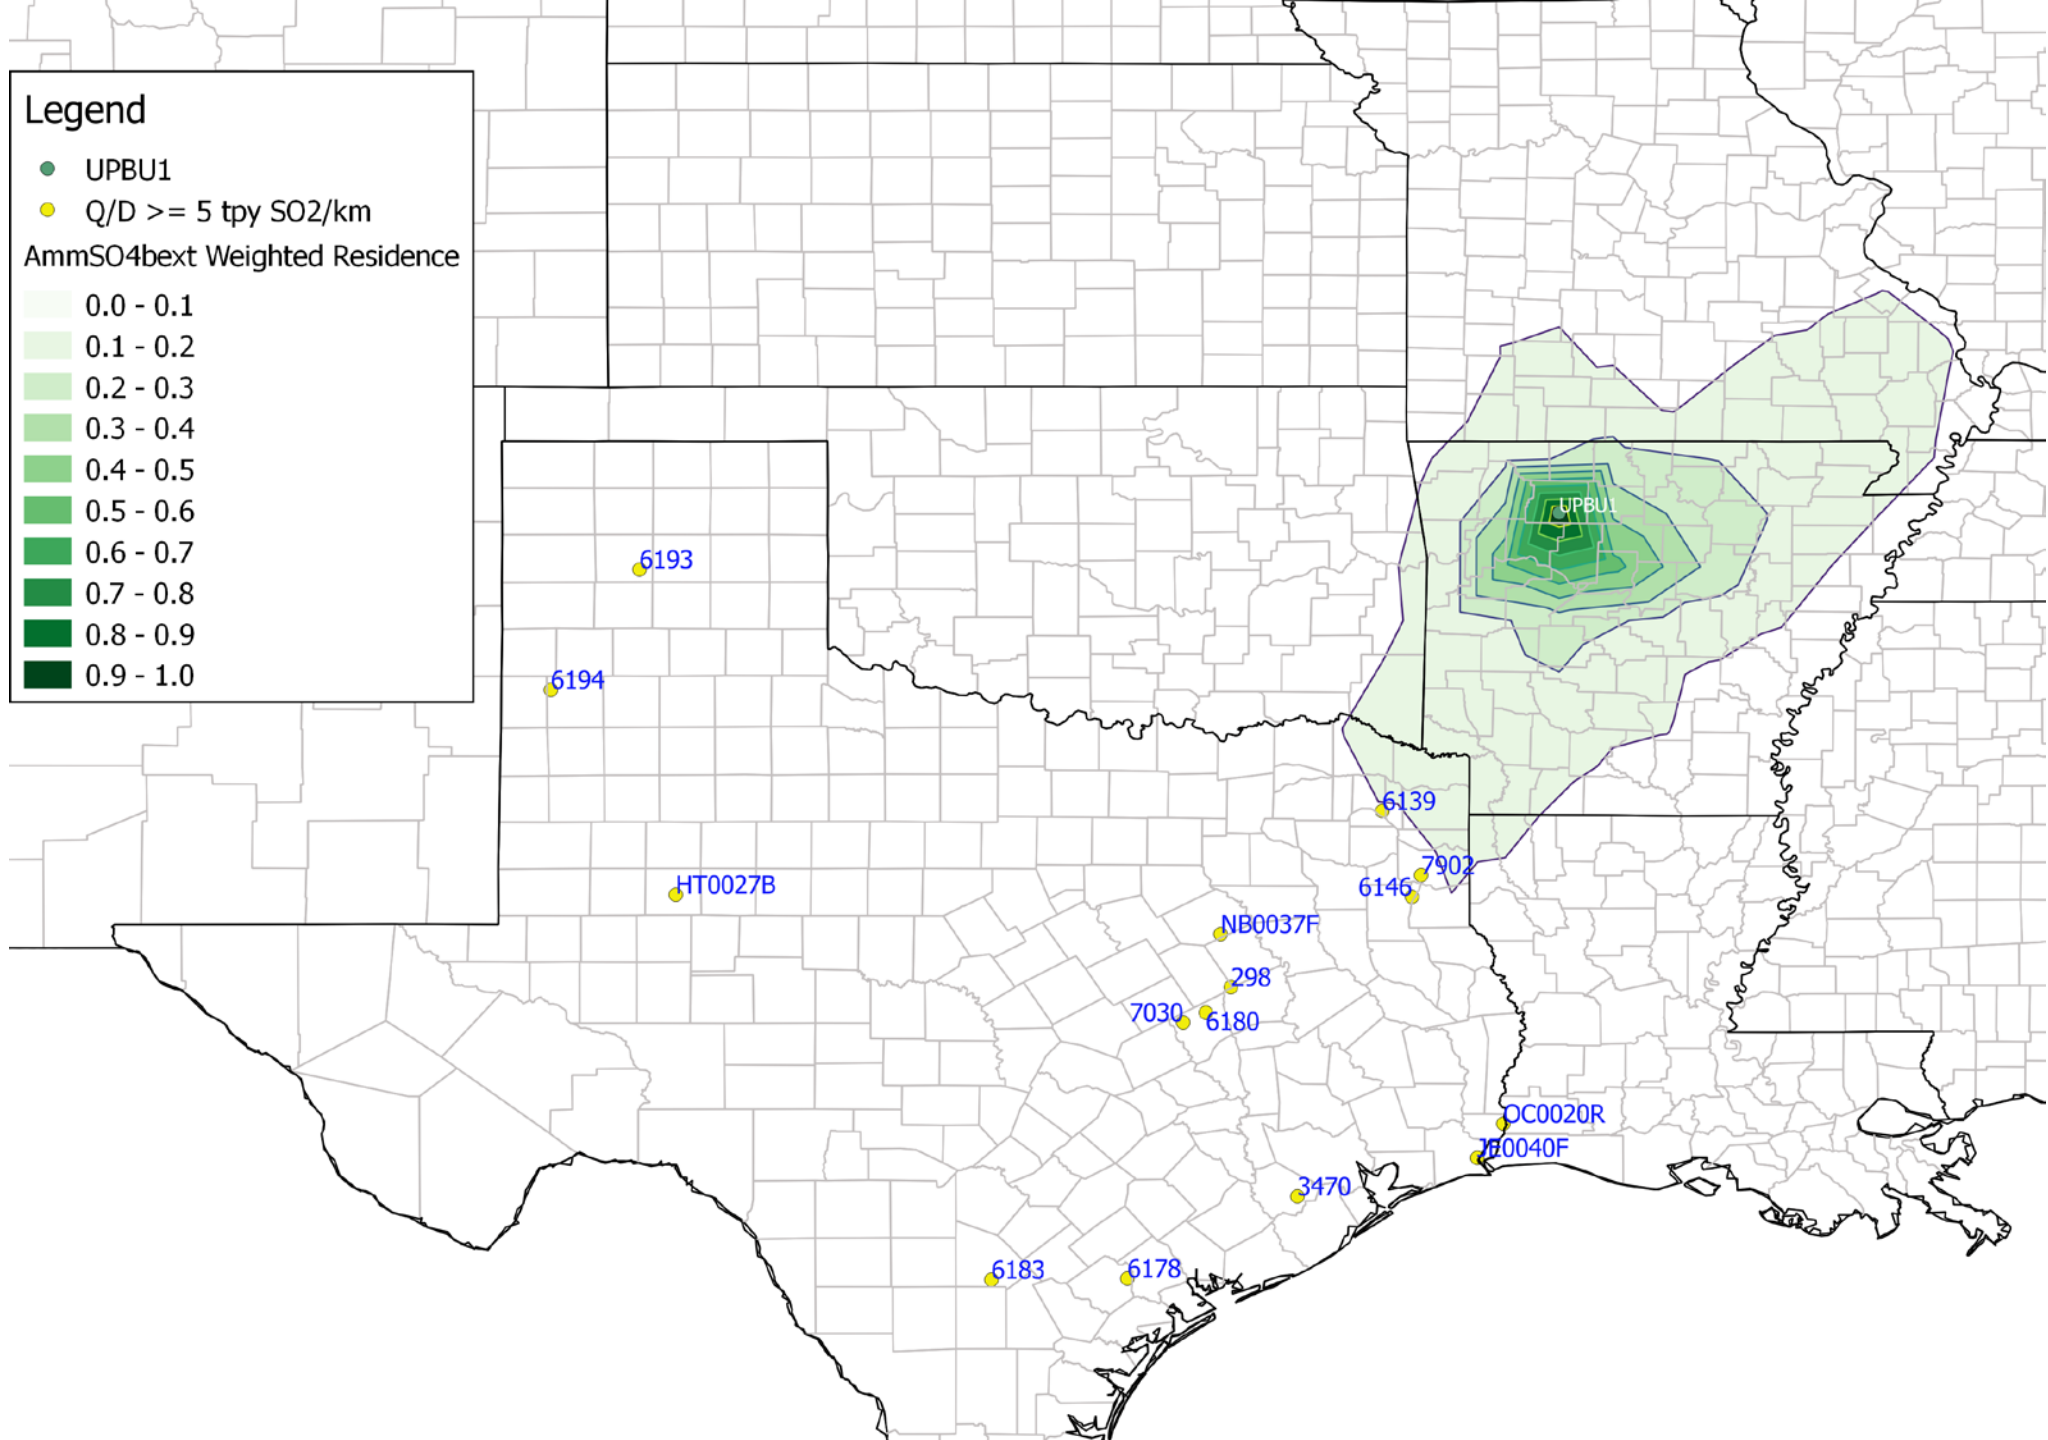 Legend
UPBU1
Q/D >= 5 tpy SO2/km
AmmSO4bext Weighted Residence
0.0 - 0.1
0.1 - 0.2
0.2 - 0.3
0.3 - 0.4
0.4 - 0.5
0.5 - 0.6
0.6 - 0.7
0.7 - 0.8
0.8 - 0.9
0.9 - 1.0
UPBU1
6193
6194
6139
7902
6146
HT0027B
NB0037F
298
7030
6180
OC0020R
JE0040F
3470
6183
6178